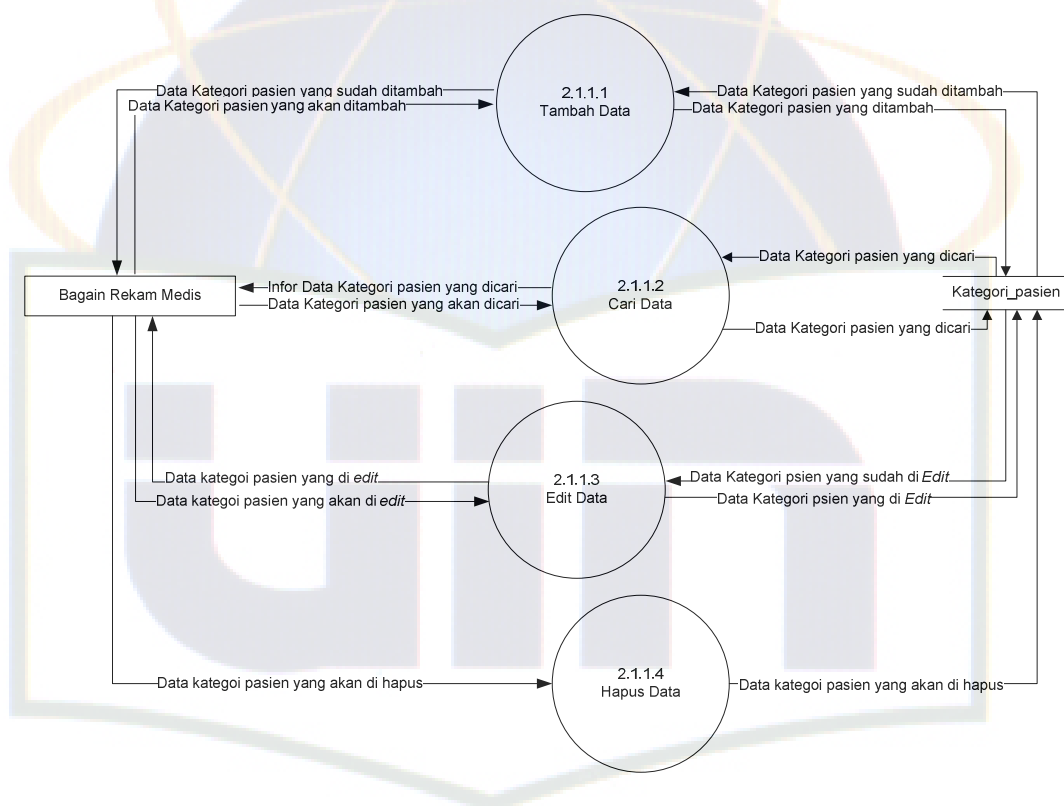 2.1.1.1
Tambah Data
Data Kategori pasien yang sudah ditambah
Data Kategori pasien yang akan ditambah
Data Kategori pasien yang sudah ditambah
Data Kategori pasien yang ditambah
Data Kategori pasien yang dicari
Bagain Rekam Medis
Infor Data Kategori pasien yang dicari
Data Kategori pasien yang akan dicari
2.1.1.2
Cari Data
Kategori_pasien
Data Kategori pasien yang dicari
Data kategoi pasien yang di edit
Data kategoi pasien yang akan di edit
2.1.1.3
Edit Data
Data Kategori psien yang sudah di Edit
Data Kategori psien yang di Edit
2.1.1.4
Hapus Data
Data kategoi pasien yang akan di hapus
Data kategoi pasien yang akan di hapus
uin